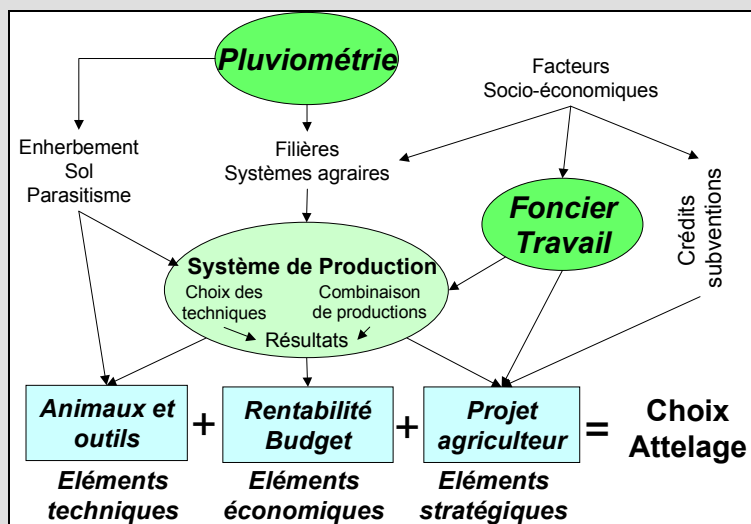 Pluviométrie
Facteurs
Socio-économiques
Enherbement
Sol
Parasitisme
Filières
Systèmes agraires
Foncier
Travail
Crédits
subventions
Système de Production
Choix des
techniques
Combinaison
de productions
Résultats
Animaux et
outils
+
Rentabilité
Budget
+
Projet
agriculteur
=
Choix
Attelage
Eléments
techniques
Eléments
économiques
Eléments
stratégiques